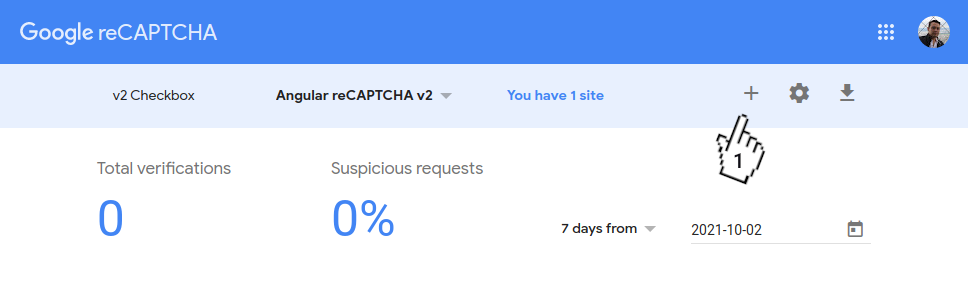 Google reCAPTCHA
v2 Checkbox Angular reCAPTCHA v2 You have 1 site
1
Total verifications Suspicious requests
0 0%
7 days from 2021-10-02